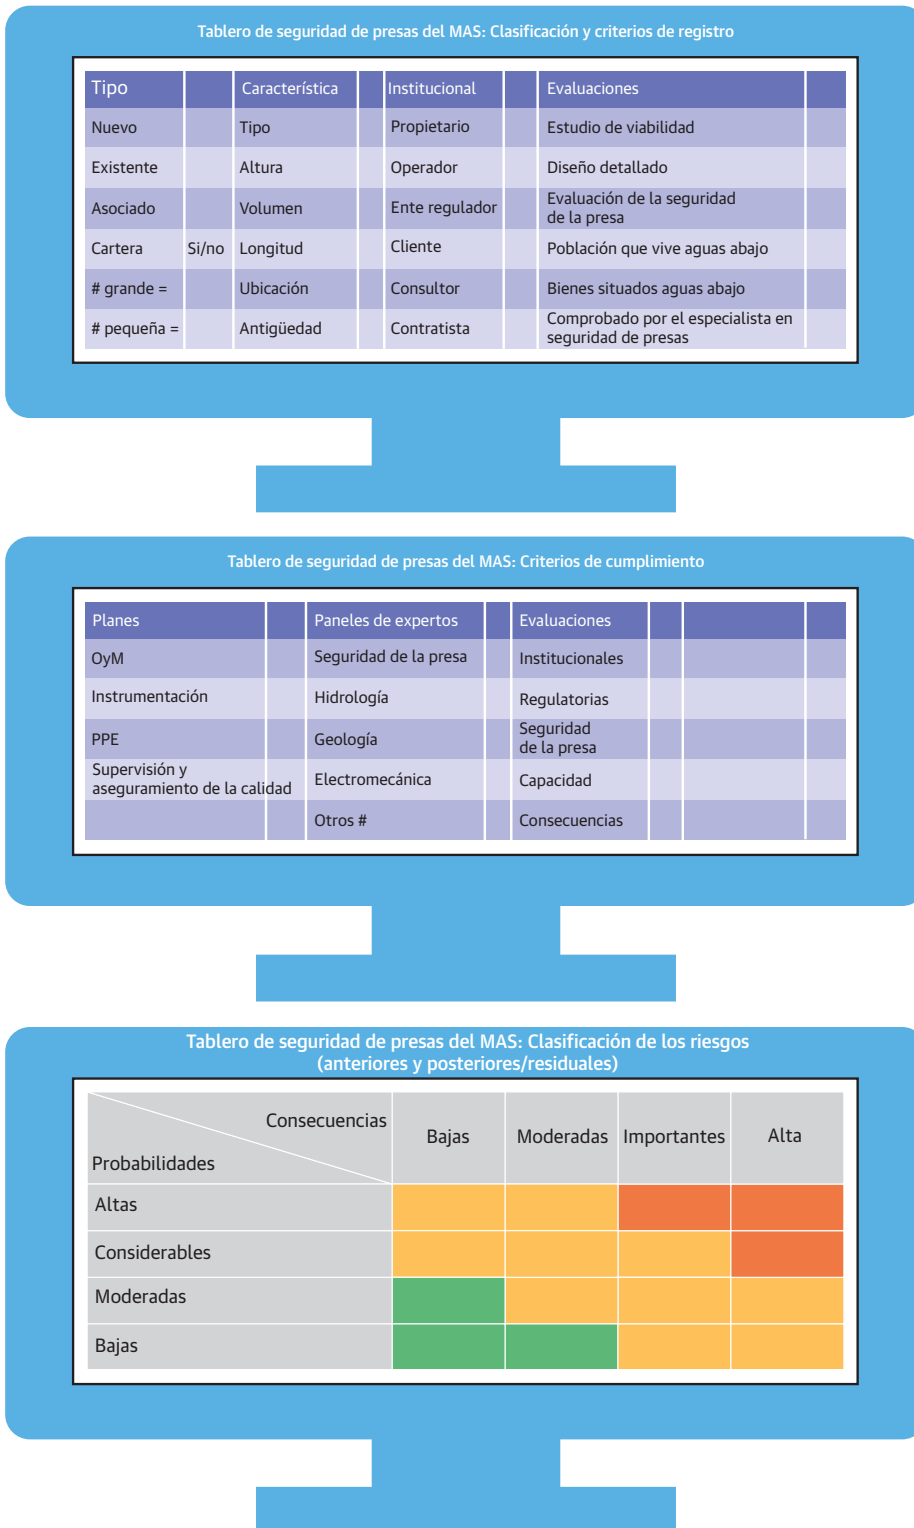 Tablero de seguridad de presas del MAS: Clasificación y criterios de registro
Tipo Característica Institucional Evaluaciones
Nuevo Tipo Propietario Estudio de viabilidad
Existente Altura Operador Diseño detallado
Asociado Volumen Ente regulador Evaluación de la seguridad
de la presa
Cartera Si/no Longitud Cliente Población que vive aguas abajo
# grande = Ubicación Consultor Bienes situados aguas abajo
# pequeña = Antigüedad Contratista Comprobado por el especialista en
seguridad de presas
Tablero de seguridad de presas del MAS: Criterios de cumplimiento
Planes Paneles de expertos Evaluaciones
OyM Seguridad de la presa Institucionales
Instrumentación Hidrología Regulatorias
PPE Geología Seguridad
de la presa
Supervisión y
aseguramiento de la calidad Electromecánica Capacidad
Otros # Consecuencias
Tablero de seguridad de presas del MAS: Clasificación de los riesgos
(anteriores y posteriores/residuales)
Consecuencias Bajas Moderadas Importantes Alta
Probabilidades
Altas
Considerables
Moderadas
Bajas